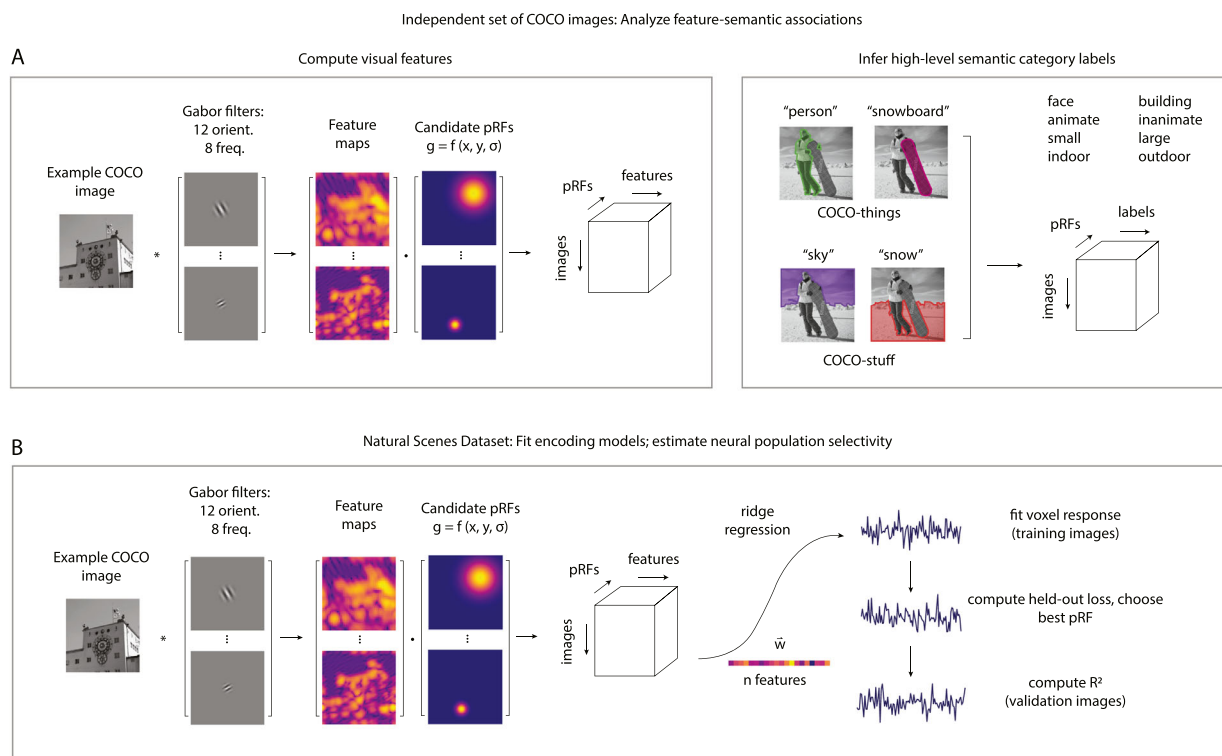 Independent set of COCO images: Analyze feature-semantic associations
A
Compute visual features
Infer high-level semantic category labels
Example COCO
image
*
Gabor filters:
12 orient.
8 freq.
...
Feature
maps
...
Candidate pRFs
g = f (x, y, σ)
...
pRFs
features
images
"person"
"snowboard"
COCO-things
"sky"
"snow"
COCO-stuff
face
animate
small
indoor
building
inanimate
large
outdoor
pRFs
labels
images
B
Natural Scenes Dataset: Fit encoding models; estimate neural population selectivity
Example COCO
image
*
Gabor filters:
12 orient.
8 freq.
...
Feature
maps
...
Candidate pRFs
g = f (x, y, σ)
...
pRFs
features
images
ridge
regression
w⃗
n features
fit voxel response
(training images)
compute held-out loss, choose
best pRF
compute R²
(validation images)